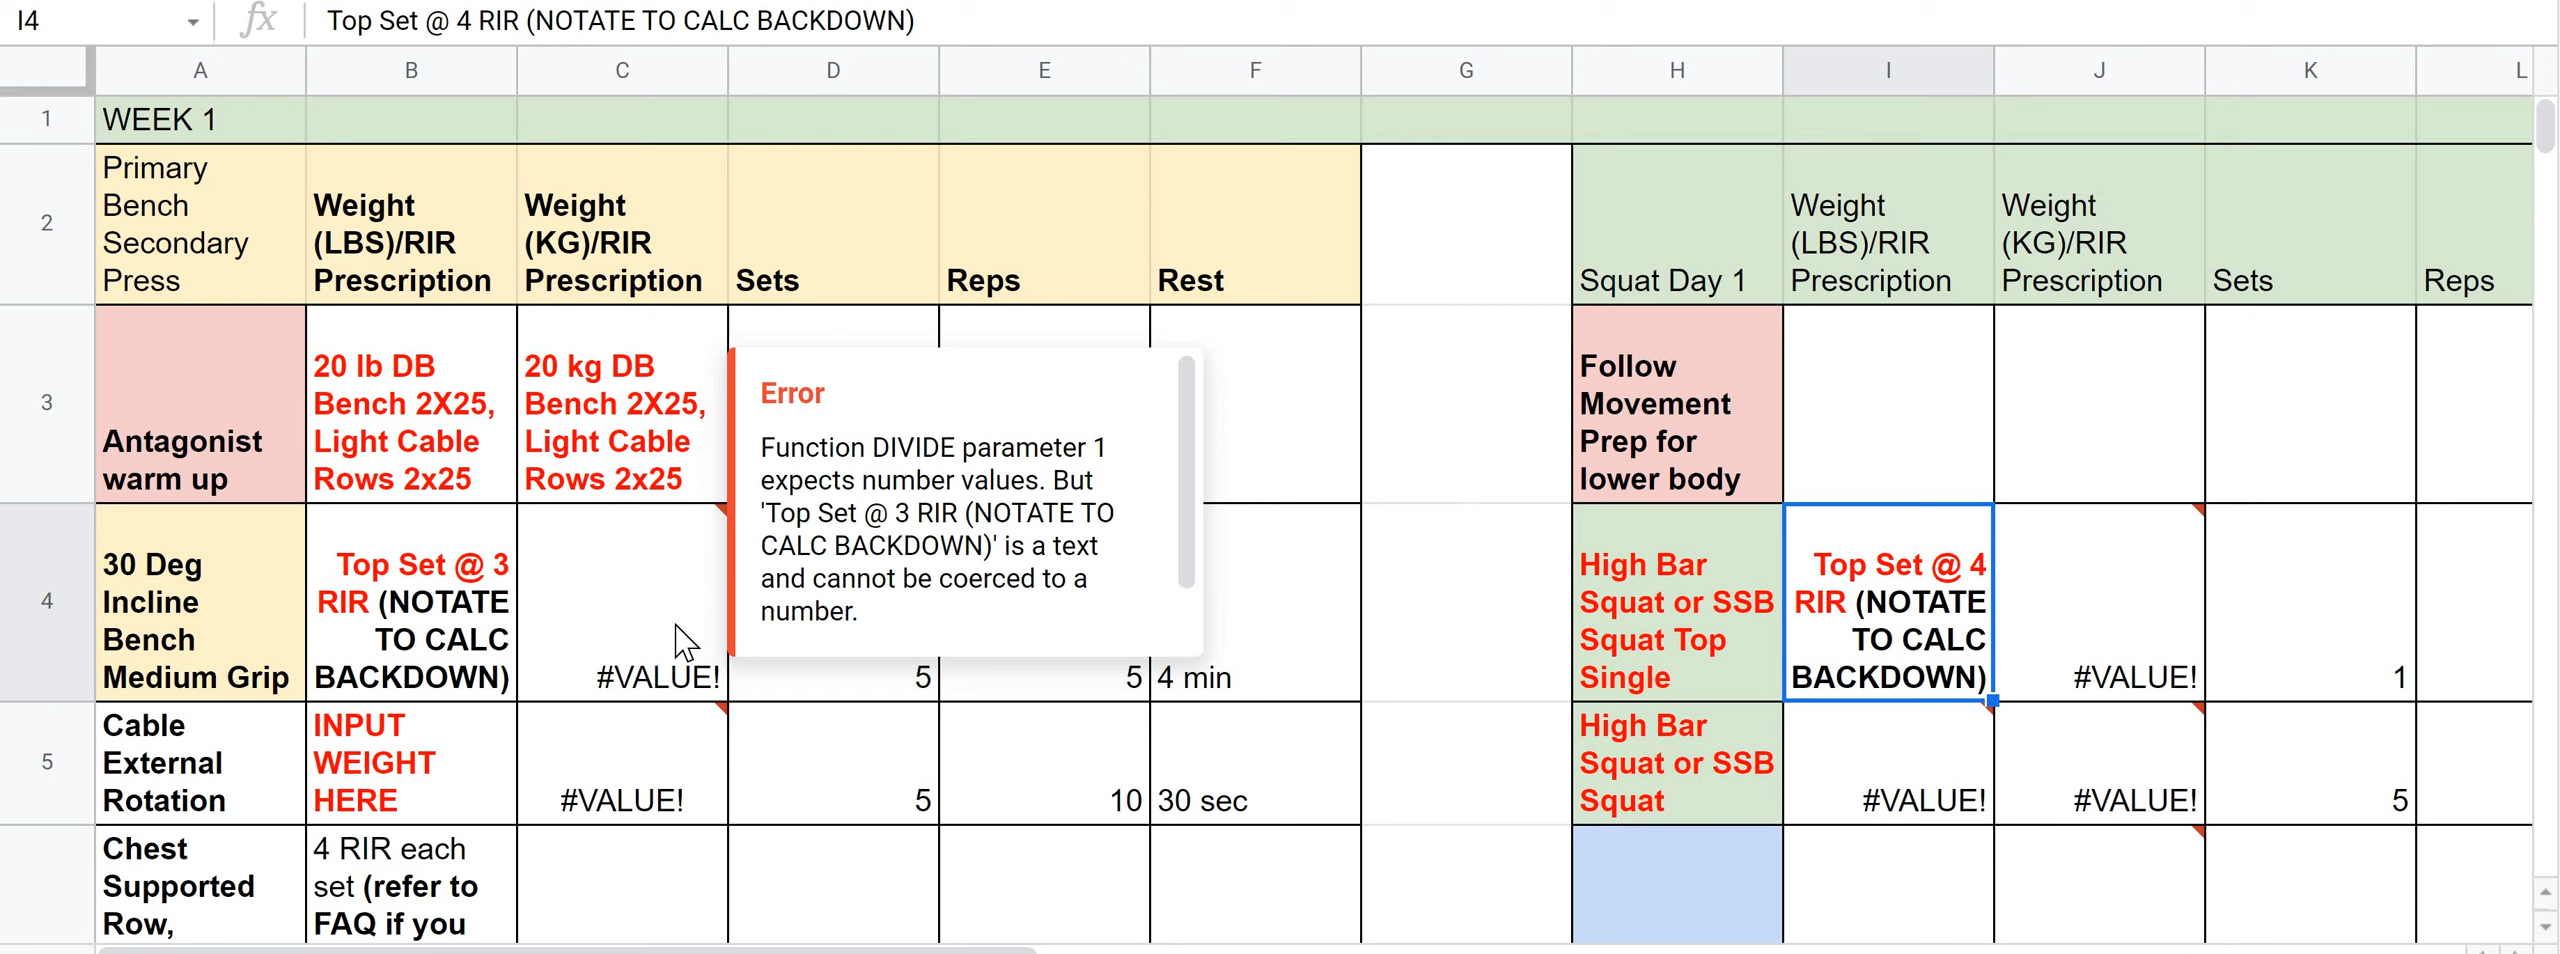 I4
fx
Top Set @ 4 RIR (NOTATE TO CALC BACKDOWN)
A B C D E F G H I J K L
1
WEEK 1
2
Primary
Bench
Secondary
Press
Weight
(LBS)/RIR
Prescription
Weight
(KG)/RIR
Prescription
Sets
Reps
Rest
Squat Day 1
Weight
(LBS)/RIR
Prescription
Weight
(KG)/RIR
Prescription
Sets
Reps
3
Antagonist
warm up
20 lb DB
Bench 2X25,
Light Cable
Rows 2x25
20 kg DB
Bench 2X25,
Light Cable
Rows 2x25
Error
Function DIVIDE parameter 1
expects number values. But
'Top Set @ 3 RIR (NOTATE TO
CALC BACKDOWN)' is a text
and cannot be coerced to a
number.
Follow
Movement
Prep for
lower body
4
30 Deg
Incline
Bench
Medium Grip
Top Set @ 3
RIR (NOTATE
TO CALC
BACKDOWN)
#VALUE!
5
5
4 min
High Bar
Squat or SSB
Squat Top
Single
Top Set @ 4
RIR (NOTATE
TO CALC
BACKDOWN)
#VALUE!
1
5
Cable
External
Rotation
INPUT
WEIGHT
HERE
#VALUE!
5
10
30 sec
High Bar
Squat or SSB
Squat
#VALUE!
#VALUE!
5
Chest
Supported
Row,
4 RIR each
set (refer to
FAQ if you